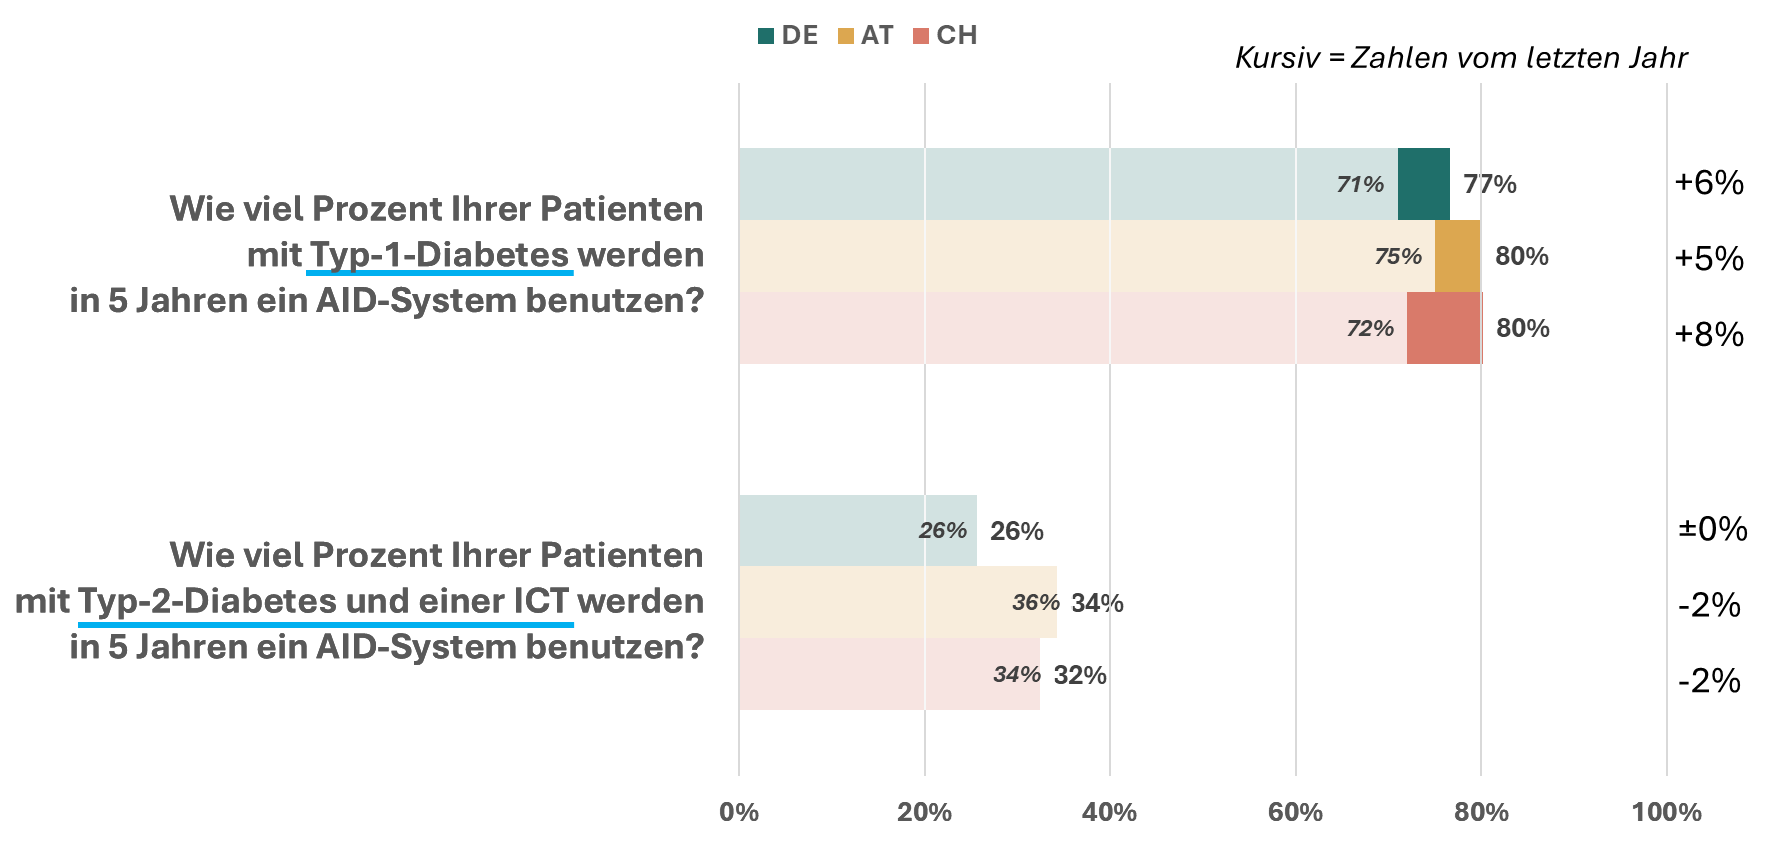 DE AT CH
Kursiv = Zahlen vom letzten Jahr
Wie viel Prozent Ihrer Patienten
mit Typ-1-Diabetes werden
in 5 Jahren ein AID-System benutzen?
71% 77% +6%
75% 80% +5%
72% 80% +8%
Wie viel Prozent Ihrer Patienten
mit Typ-2-Diabetes und einer ICT werden
in 5 Jahren ein AID-System benutzen?
26% 26% ±0%
36% 34% -2%
34% 32% -2%
0% 20% 40% 60% 80% 100%